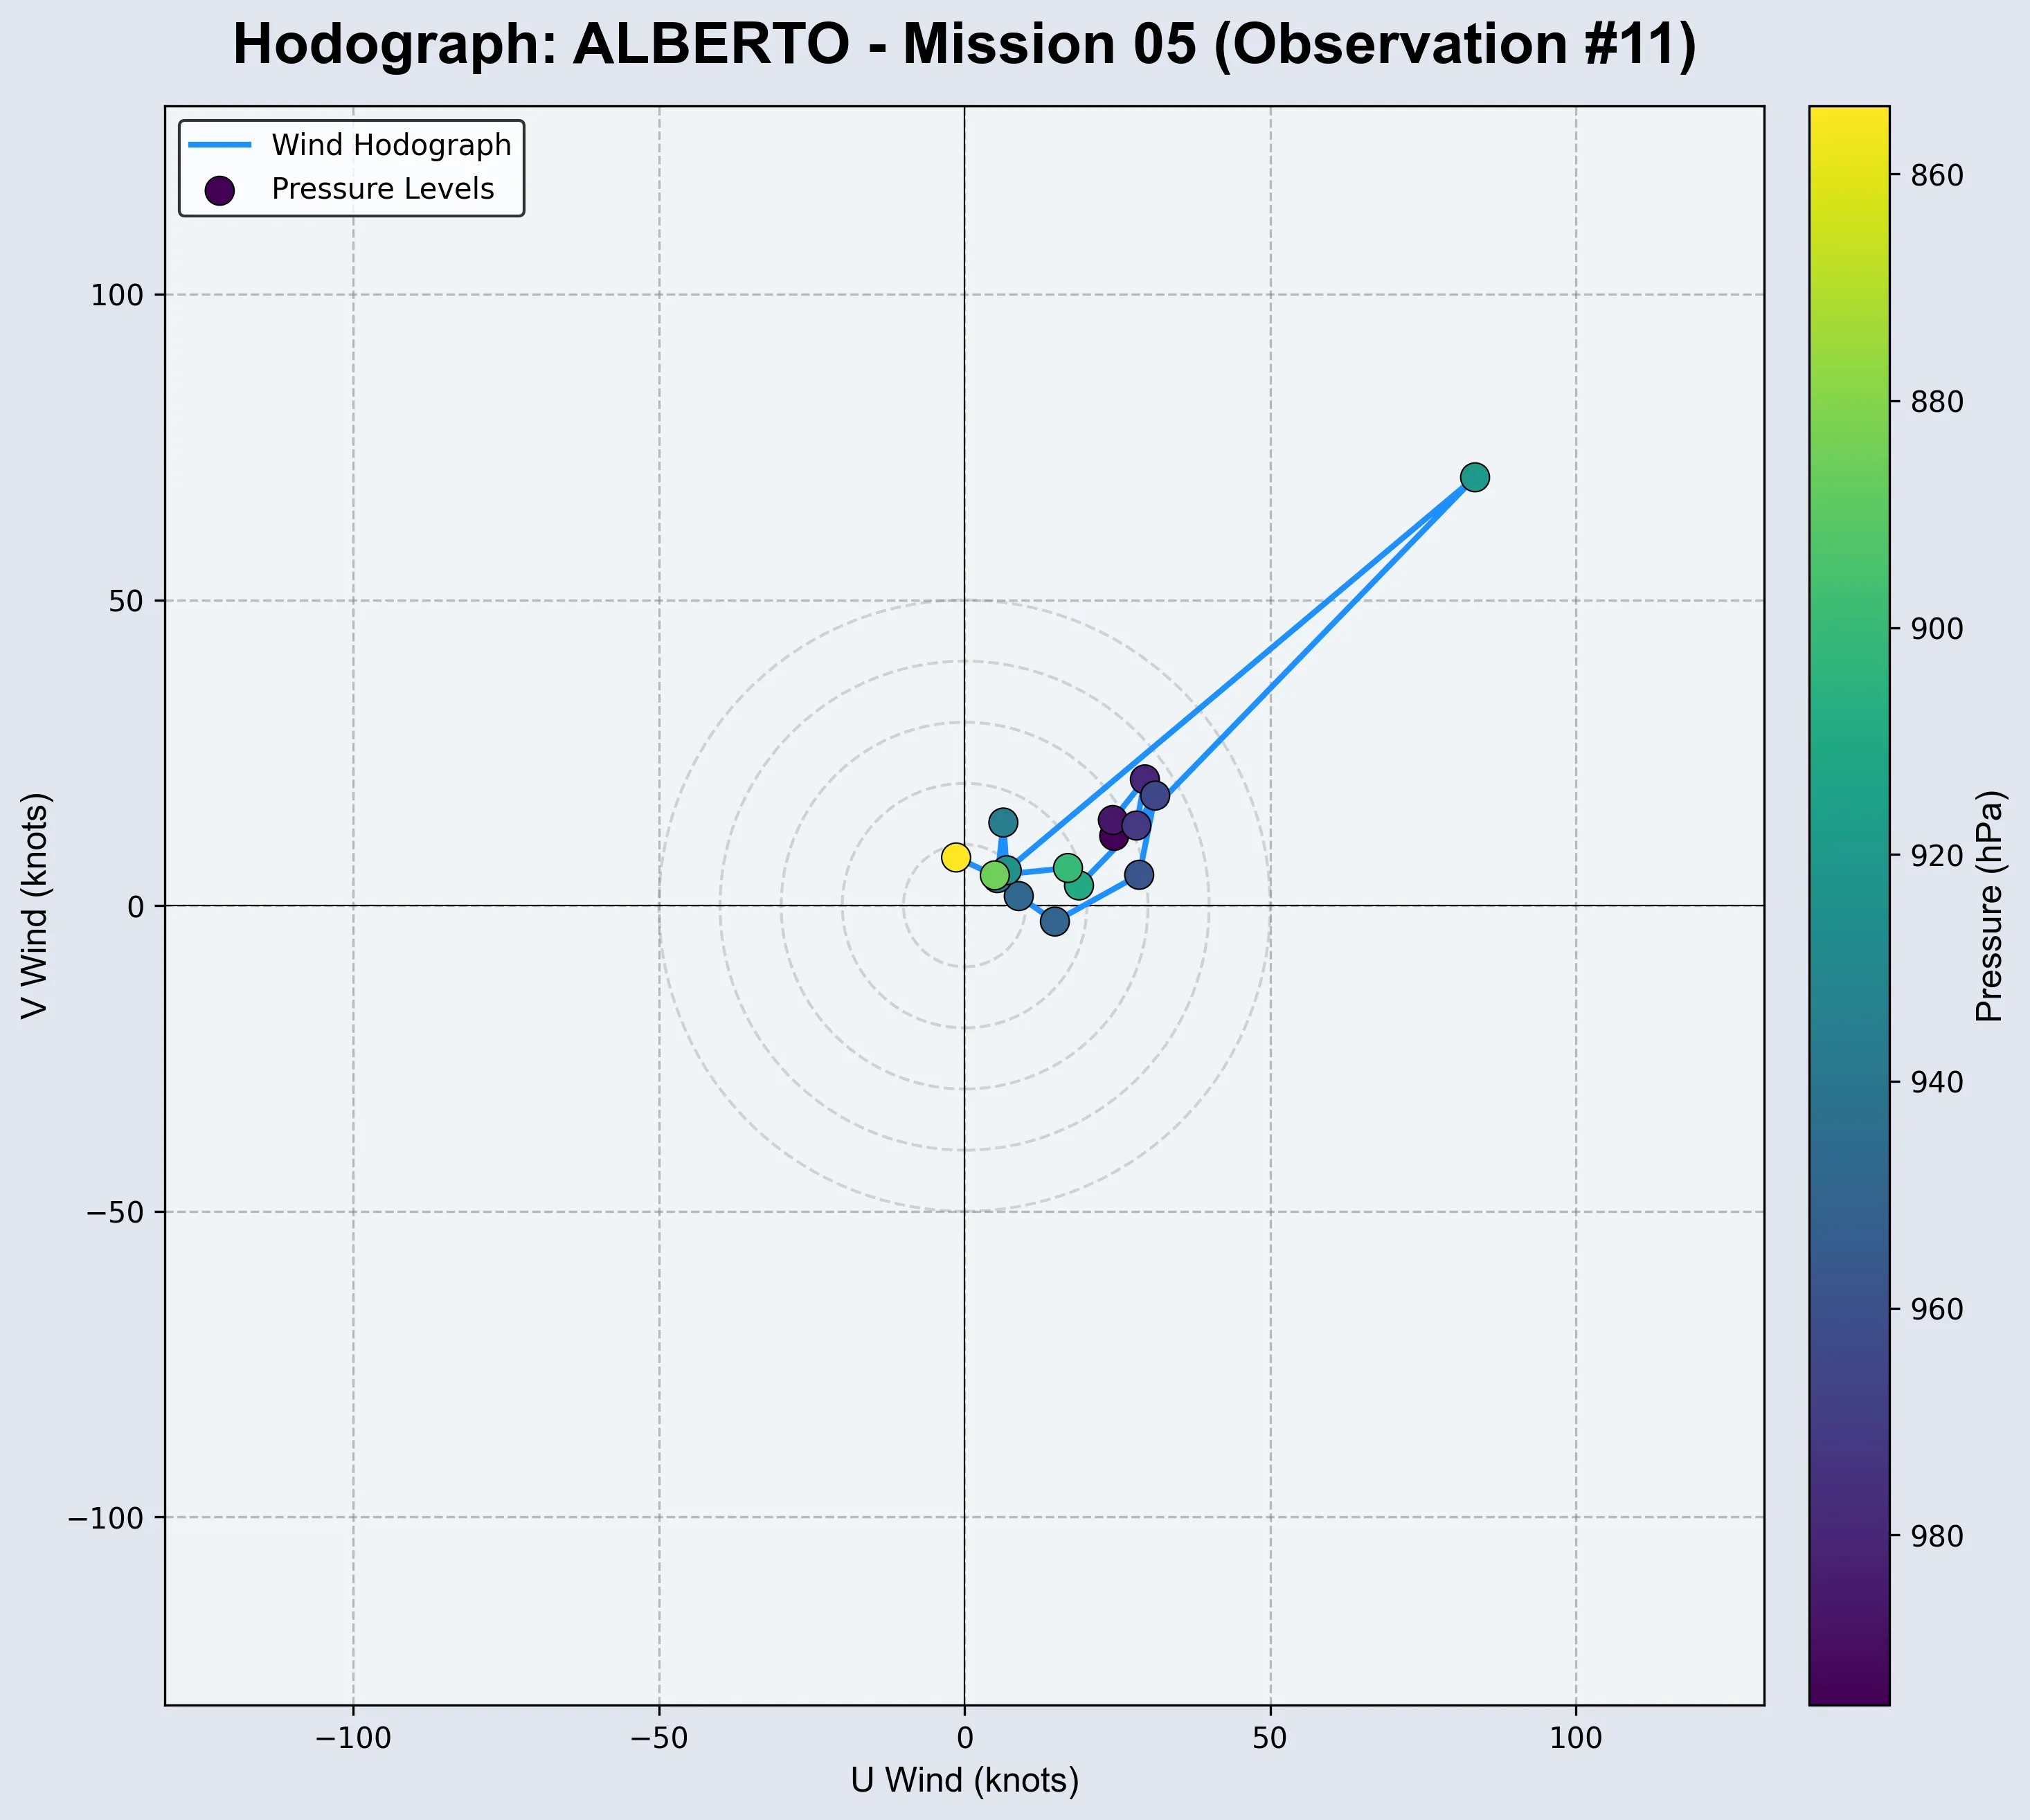 Hodograph: ALBERTO - Mission 05 (Observation #11)
Wind Hodograph
Pressure Levels
100
50
0
−50
−100
V Wind (knots)
−100
−50
0
50
100
U Wind (knots)
860
880
900
920
940
960
980
Pressure (hPa)